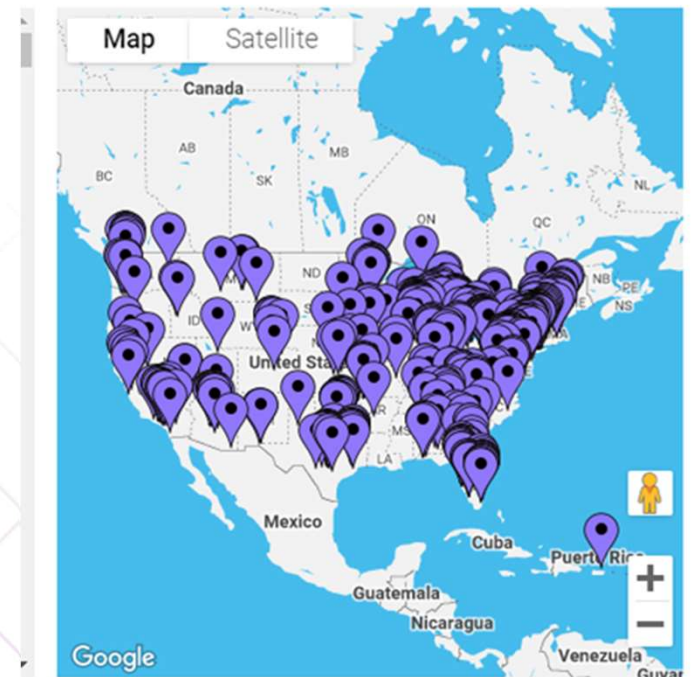 Map
Satellite
Canada
AB
MB
BC
SK
NL
ON
QC
ND
NB
PE
NS
ID
United Sta
MS
LA
Mexico
Cuba
Puerto Rico
Guatemala
Nicaragua
Venezuela
Google